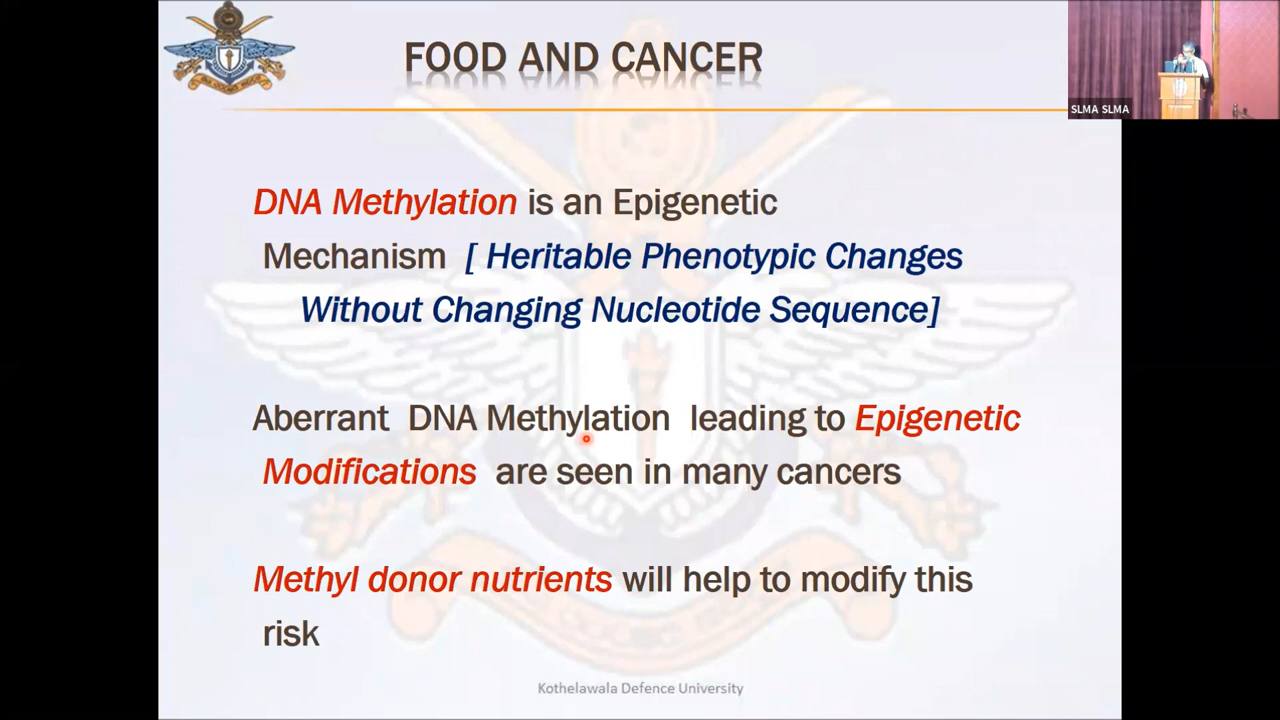 FOOD AND CANCER
SLMA SLMA
DNA Methylation is an Epigenetic
Mechanism [ Heritable Phenotypic Changes
Without Changing Nucleotide Sequence]
Aberrant DNA Methylation leading to Epigenetic
Modifications are seen in many cancers
Methyl donor nutrients will help to modify this
risk
Kothelawala Defence University